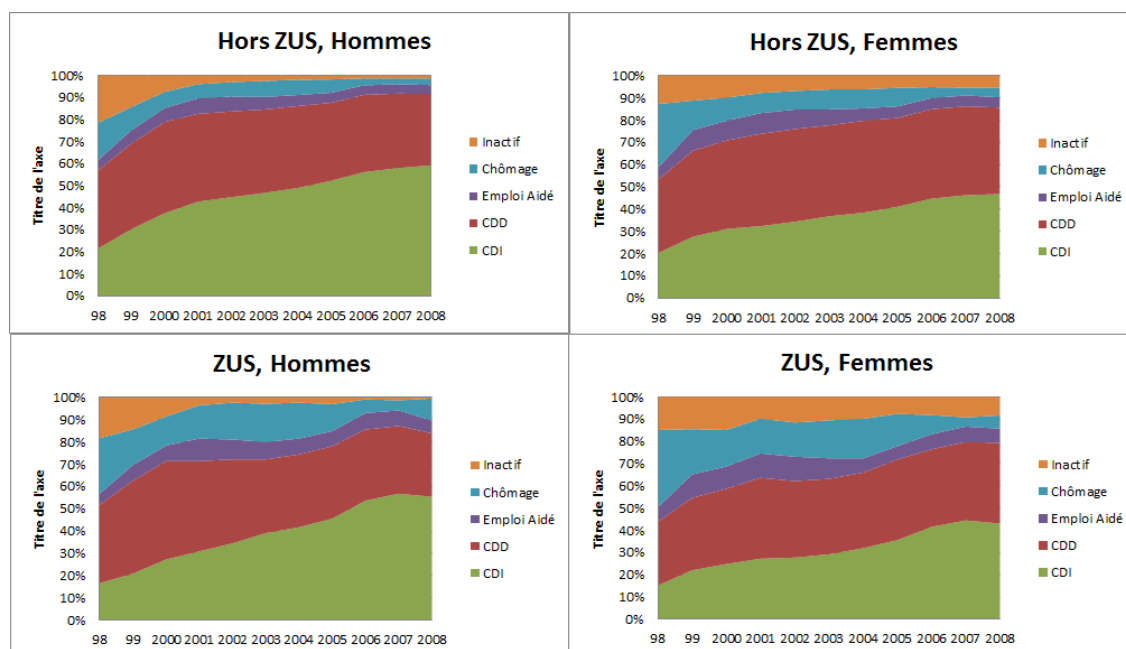 Hors ZUS, Hommes
Titre de l'axe
100%
90%
80%
70%
60%
50%
40%
30%
20%
10%
0%
98 99 2000 2001 2002 2003 2004 2005 2006 2007 2008
Inactif
Chômage
Emploi Aidé
CDD
CDI
Hors ZUS, Femmes
Titre de l'axe
100%
90%
80%
70%
60%
50%
40%
30%
20%
10%
0%
98 99 2000 2001 2002 2003 2004 2005 2006 2007 2008
Inactif
Chômage
Emploi Aidé
CDD
CDI
ZUS, Hommes
Titre de l'axe
100%
90%
80%
70%
60%
50%
40%
30%
20%
10%
0%
98 99 2000 2001 2002 2003 2004 2005 2006 2007 2008
Inactif
Chômage
Emploi Aidé
CDD
CDI
ZUS, Femmes
Titre de l'axe
100%
90%
80%
70%
60%
50%
40%
30%
20%
10%
0%
98 99 2000 2001 2002 2003 2004 2005 2006 2007 2008
Inactif
Chômage
Emploi Aidé
CDD
CDI